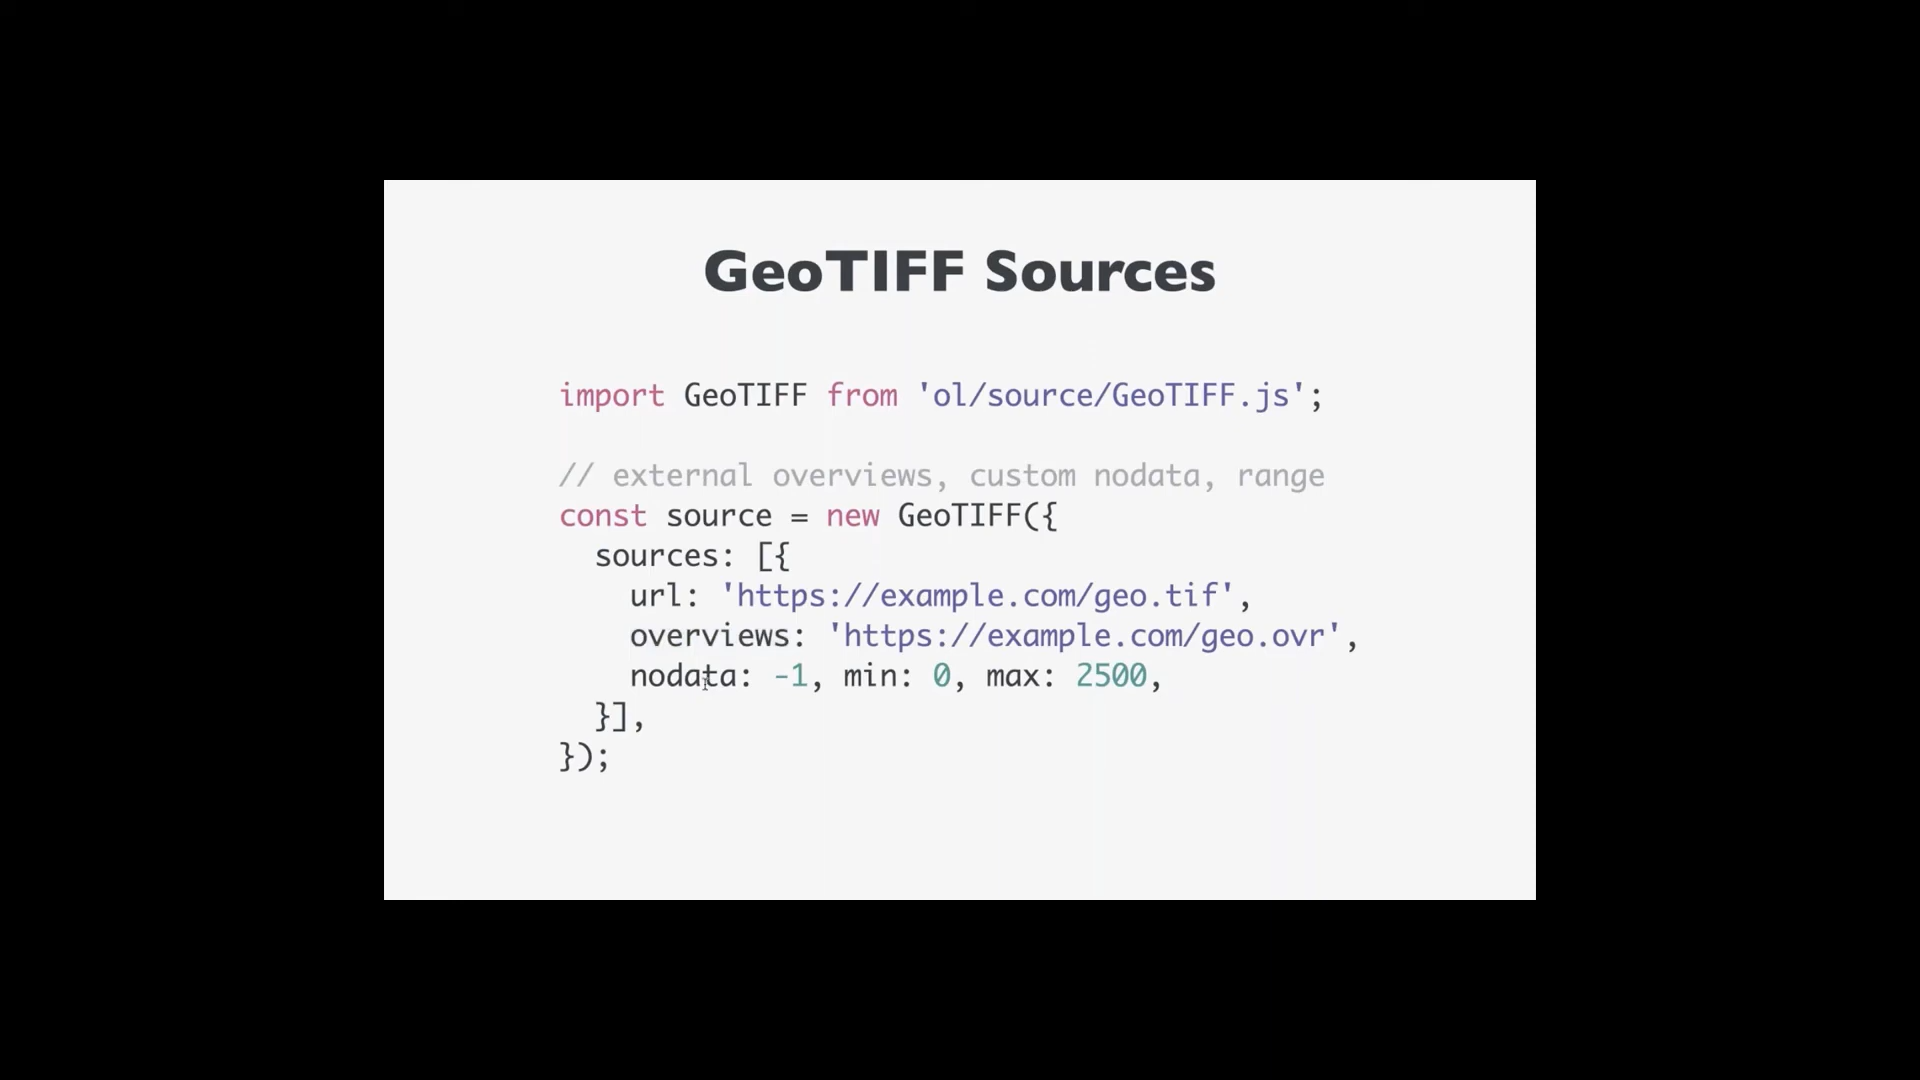 GeoTIFF Sources
import GeoTIFF from 'ol/source/GeoTIFF.js';
// external overviews, custom nodata, range
const source = new GeoTIFF({
  sources: [{
    url: 'https://example.com/geo.tif',
    overviews: 'https://example.com/geo.ovr',
    nodata: -1, min: 0, max: 2500,
  }],
});